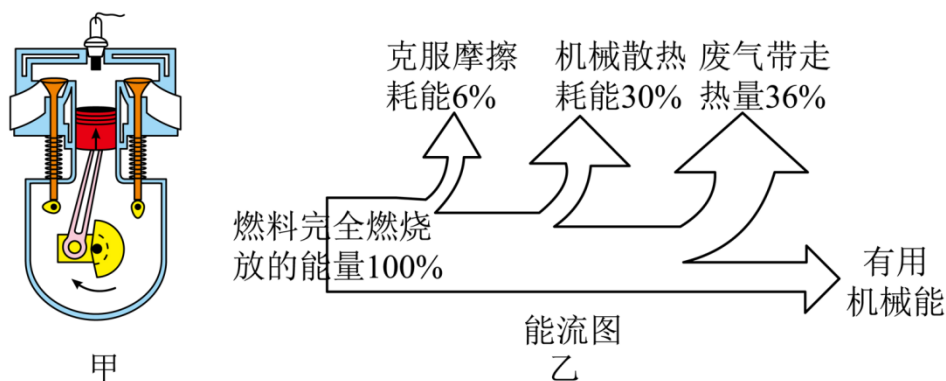 克服摩擦
耗能6%
机械散热
耗能30%
废气带走
热量36%
燃料完全燃烧
放的能量100%
有用
机械能
能流图
甲
乙